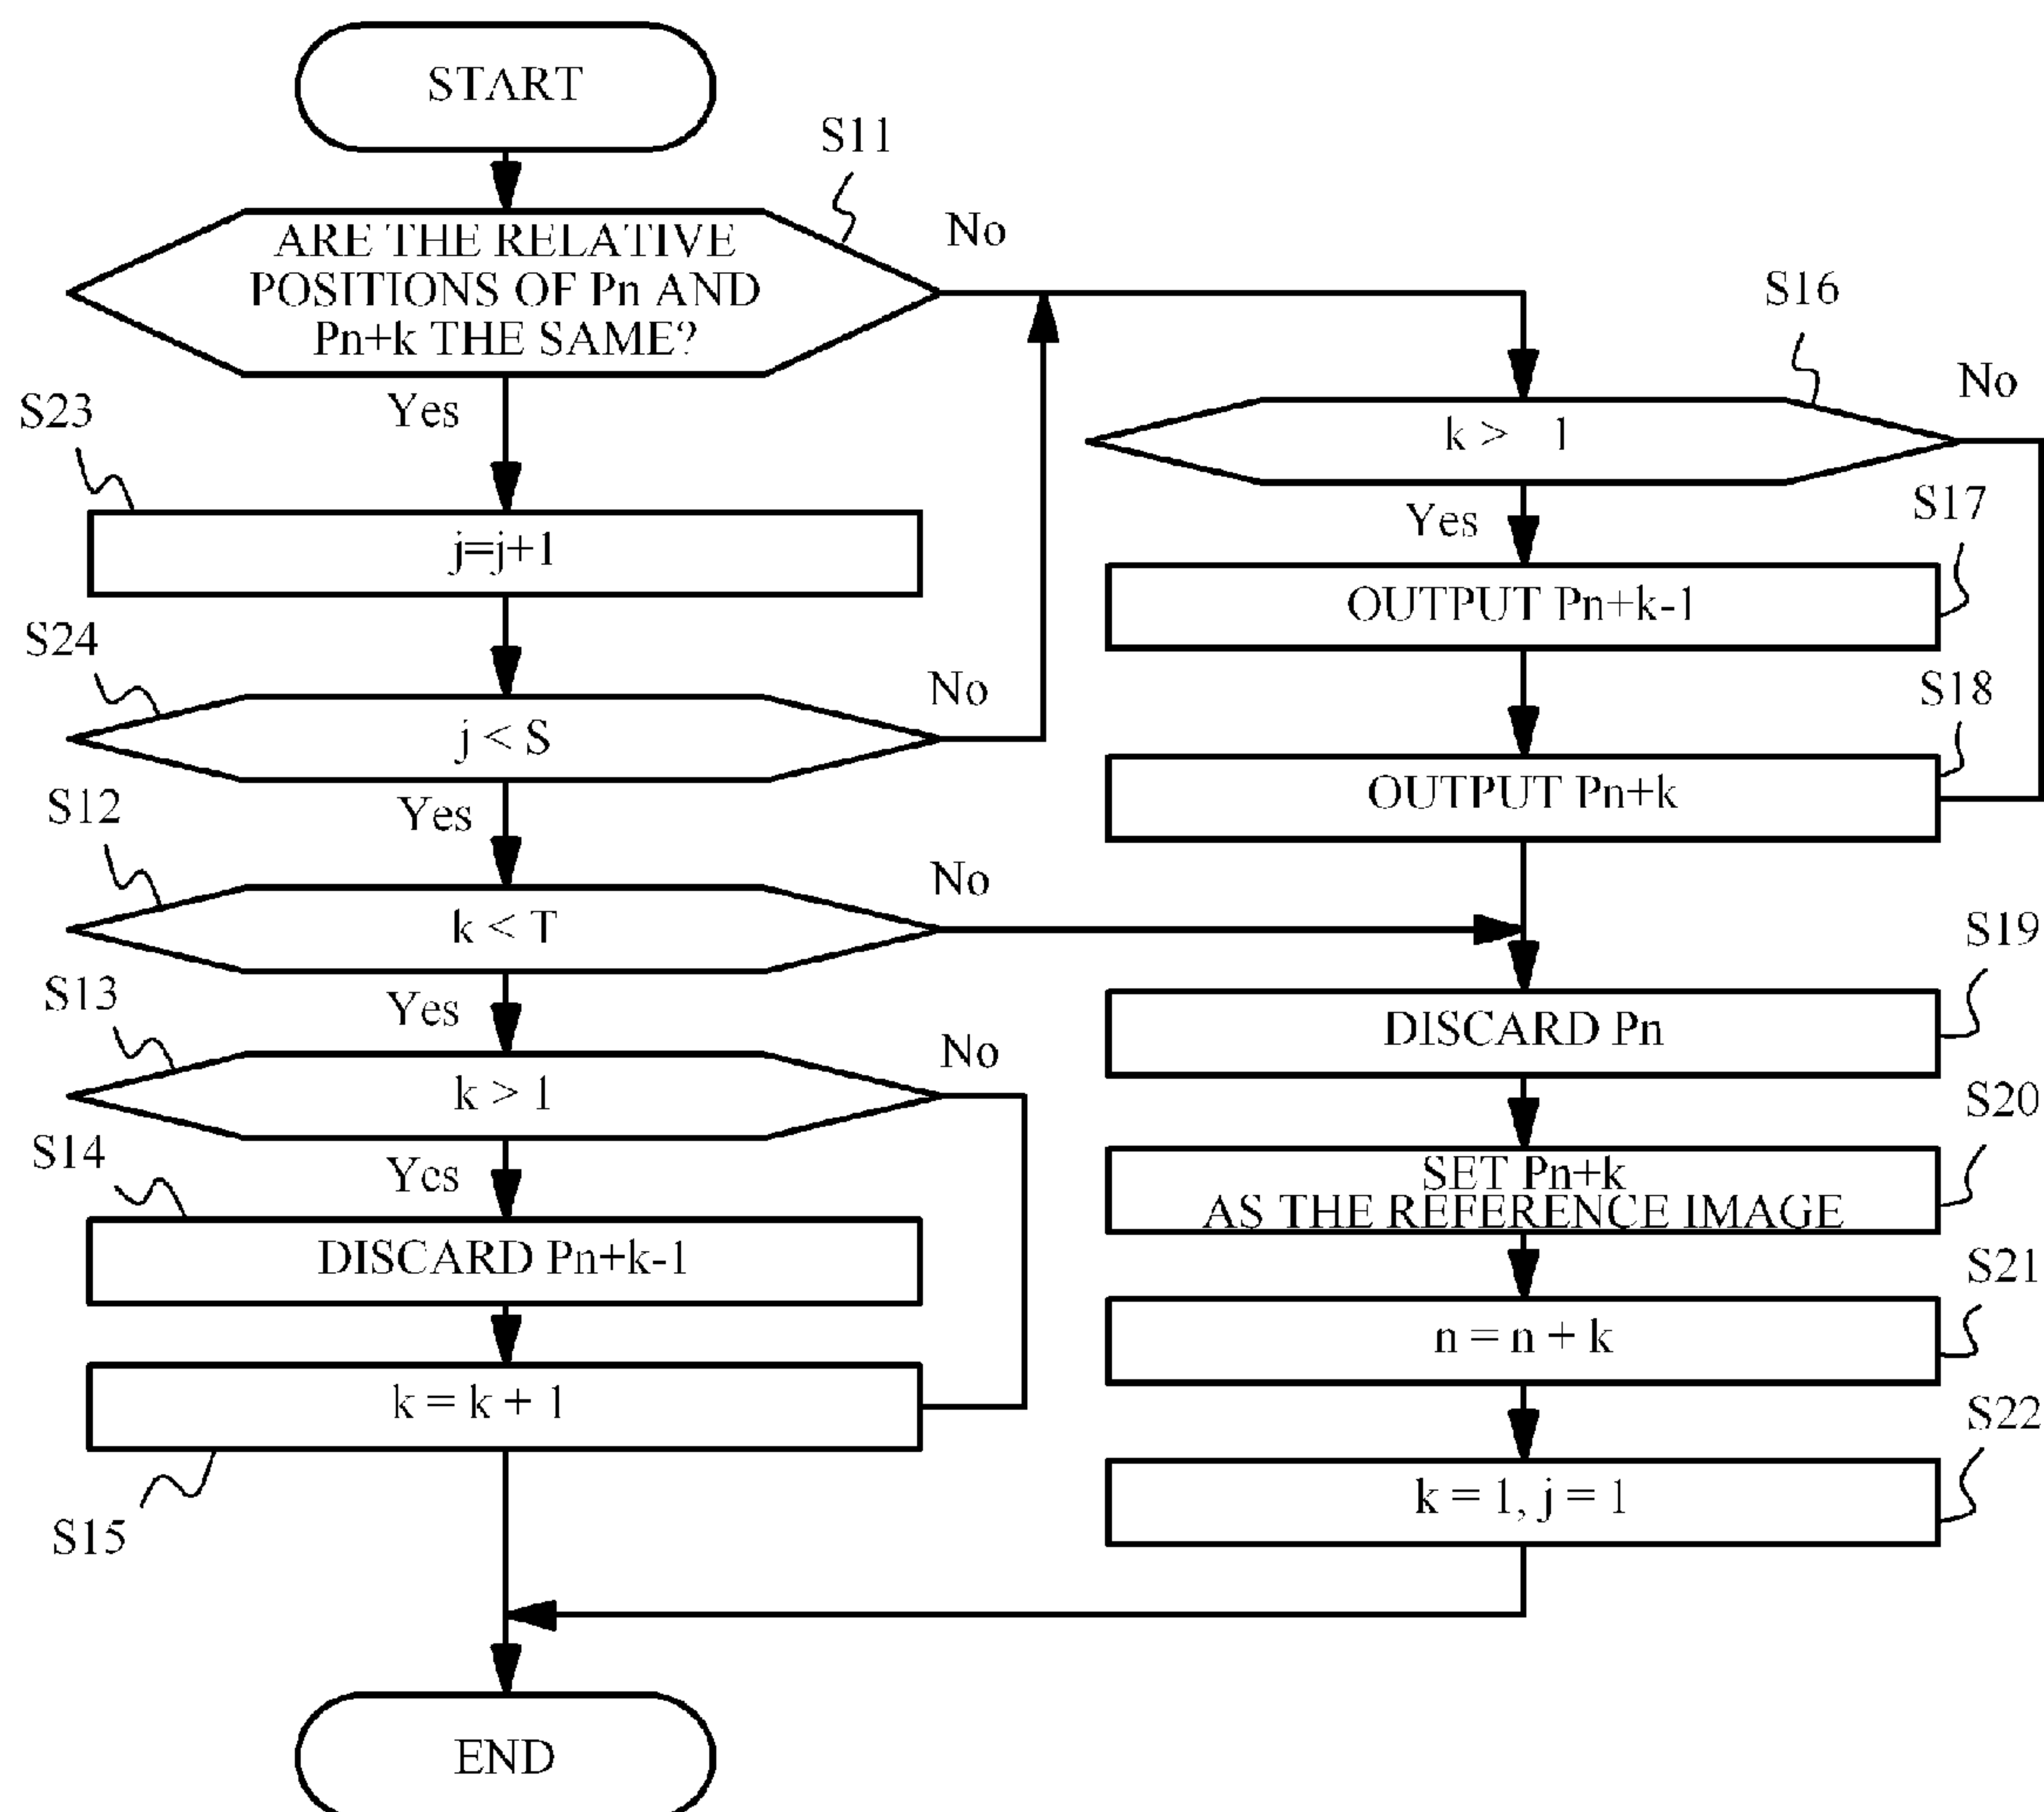 START
S11
ARE THE RELATIVE
POSITIONS OF Pn AND
Pn+k THE SAME?
No
Yes
S23
j=j+1
S24
j < S
No
Yes
S12
k < T
No
Yes
S13
k > 1
No
Yes
S14
DISCARD Pn+k-1
k = k + 1
S15
S16
k > 1
No
Yes
S17
OUTPUT Pn+k-1
S18
OUTPUT Pn+k
S19
DISCARD Pn
S20
SET Pn+k
AS THE REFERENCE IMAGE
S21
n = n + k
S22
k = 1, j = 1
END